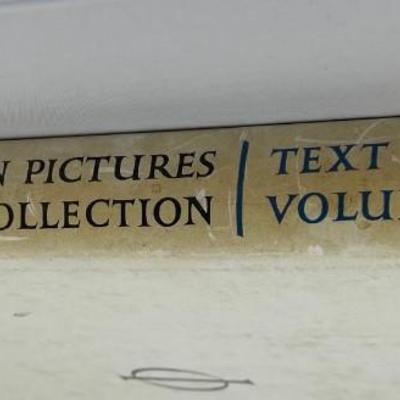 N PICTURES
OLLECTION
TEXT
VOLU